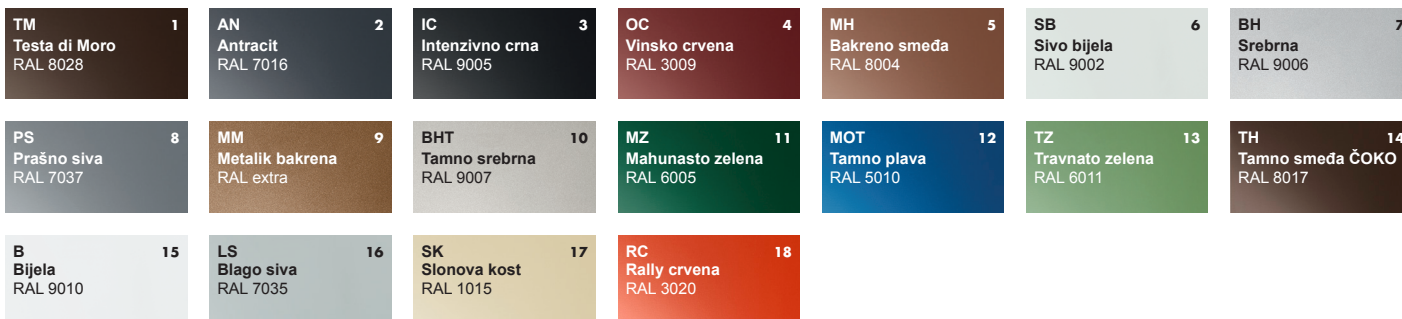 TM 1
Testa di Moro
RAL 8028
AN 2
Antracit
RAL 7016
IC 3
Intenzivno crna
RAL 9005
OC 4
Vinsko crvena
RAL 3009
MH 5
Bakreno smeđa
RAL 8004
SB 6
Sivo bijela
RAL 9002
BH 7
Srebrna
RAL 9006
PS 8
Prašno siva
RAL 7037
MM 9
Metalik bakrena
RAL extra
BHT 10
Tamno srebrna
RAL 9007
MZ 11
Mahunasto zelena
RAL 6005
MOT 12
Tamno plava
RAL 5010
TZ 13
Travnato zelena
RAL 6011
TH 14
Tamno smeđa ČOKO
RAL 8017
B 15
Bijela
RAL 9010
LS 16
Blago siva
RAL 7035
SK 17
Slonova kost
RAL 1015
RC 18
Rally crvena
RAL 3020